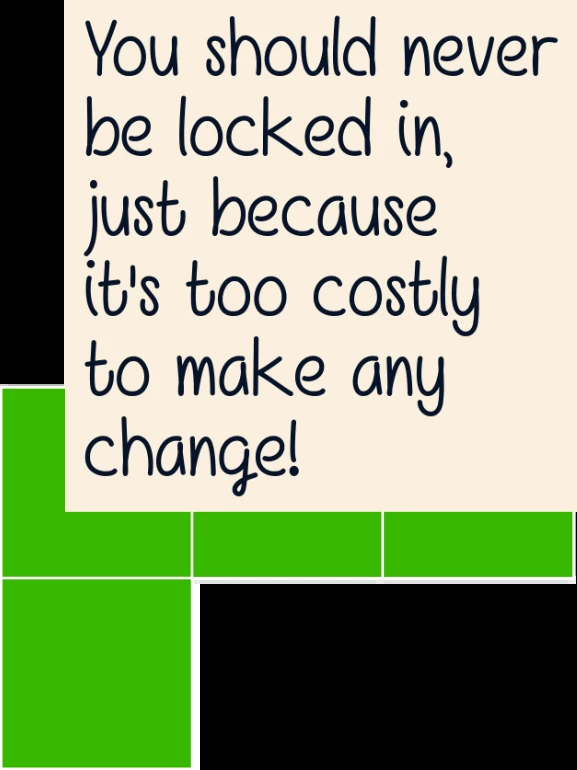 You should never
be locked in,
just because
it's too costly
to make any
change!